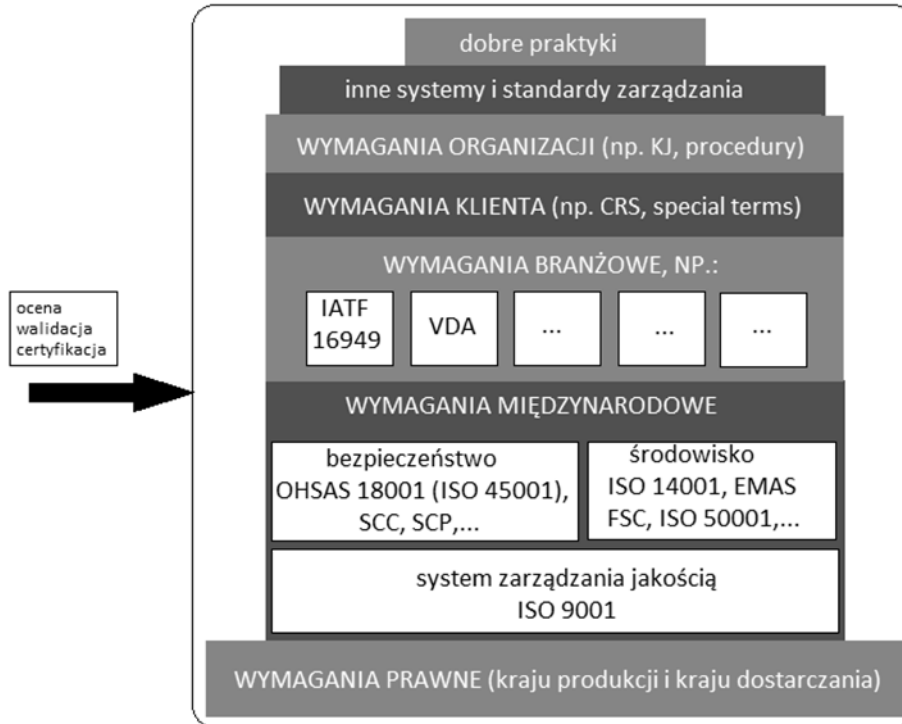 dobre praktyki
inne systemy i standardy zarządzania
WYMAGANIA ORGANIZACJI (np. KJ, procedury)
WYMAGANIA KLIENTA (np. CRS, special terms)
WYMAGANIA BRANŻOWE, NP.:
IATF
16949
VDA
...
...
...
ocena
walidacja
certyfikacja
WYMAGANIA MIĘDZYNARODOWE
bezpieczeństwo
OHSAS 18001 (ISO 45001),
SCC, SCP,...
środowisko
ISO 14001, EMAS
FSC, ISO 50001,...
system zarządzania jakością
ISO 9001
WYMAGANIA PRAWNE (kraju produkcji i kraju dostarczania)